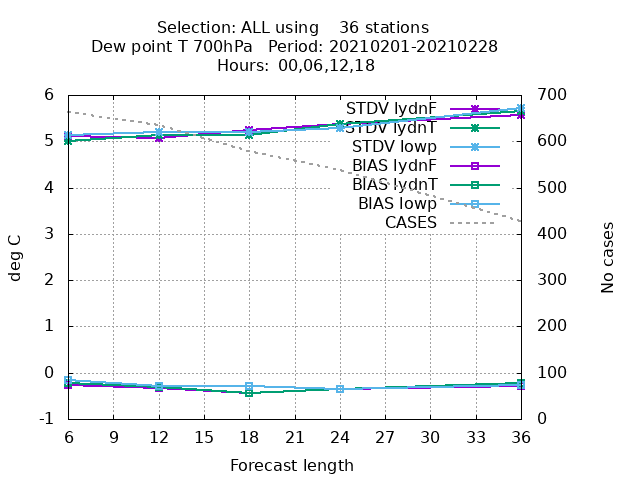 Selection: ALL using    36 stations
Dew point T 700hPa   Period: 20210201-20210228
Hours:  00,06,12,18
STDV lydnF
STDV lydnT
STDV lowp
BIAS lydnF
BIAS lydnT
BIAS lowp
CASES
6
5
4
3
2
1
0
-1
700
600
500
400
300
200
100
0
deg C
No cases
6 9 12 15 18 21 24 27 30 33 36
Forecast length